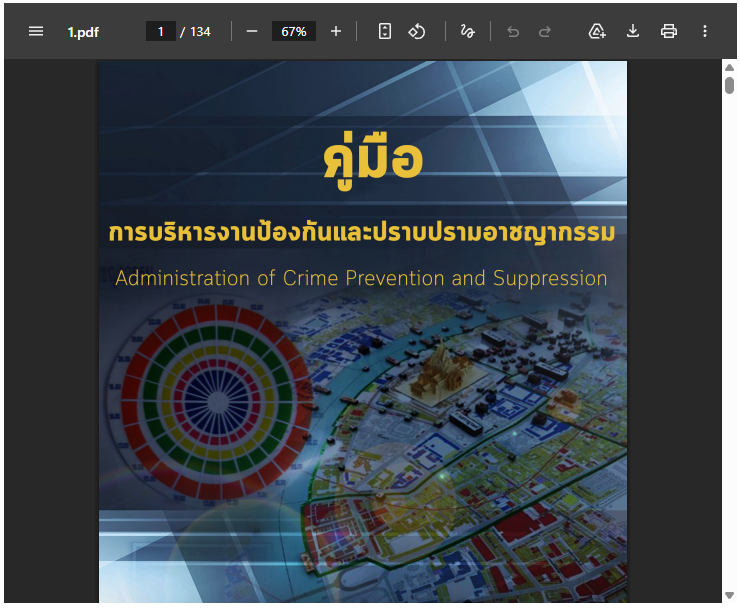 1.pdf 1 / 134 67%
คู่มือ
การบริหารงานป้องกันและปราบปรามอาชญากรรม
Administration of Crime Prevention and Suppression